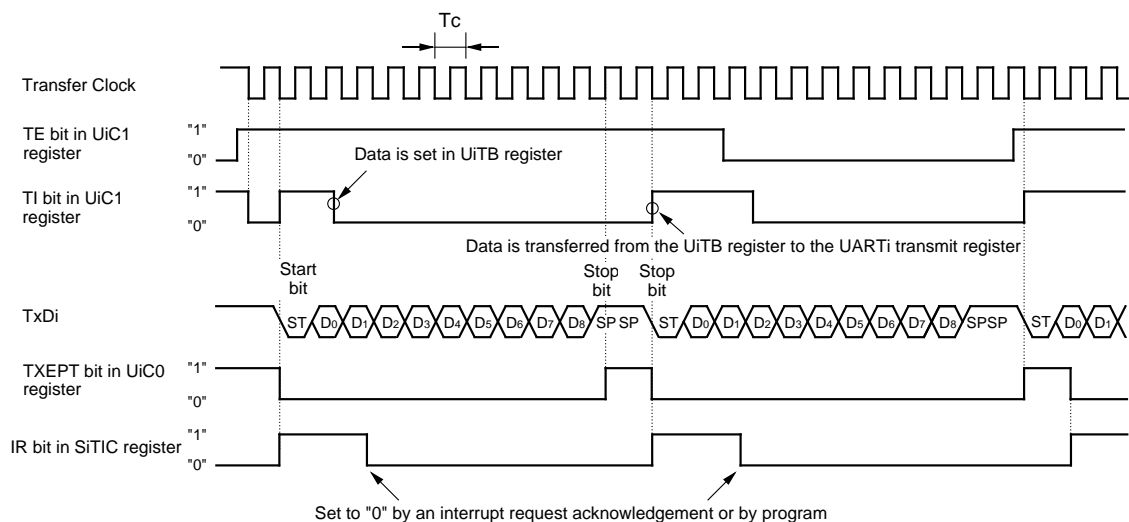 Tc
Transfer Clock
TE bit in UiC1
register
"1"
"0"
Data is set in UiTB register
TI bit in UiC1
register
"1"
"0"
Data is transferred from the UiTB register to the UARTi transmit register
Start
bit
Stop
bit
Stop
bit
TxDi
ST D0 D1 D2 D3 D4 D5 D6 D7 D8 SP SP ST D0 D1 D2 D3 D4 D5 D6 D7 D8 SPSP ST D0 D1
TXEPT bit in UiC0
register
"1"
"0"
IR bit in SiTIC register
"1"
"0"
Set to "0" by an interrupt request acknowledgement or by program